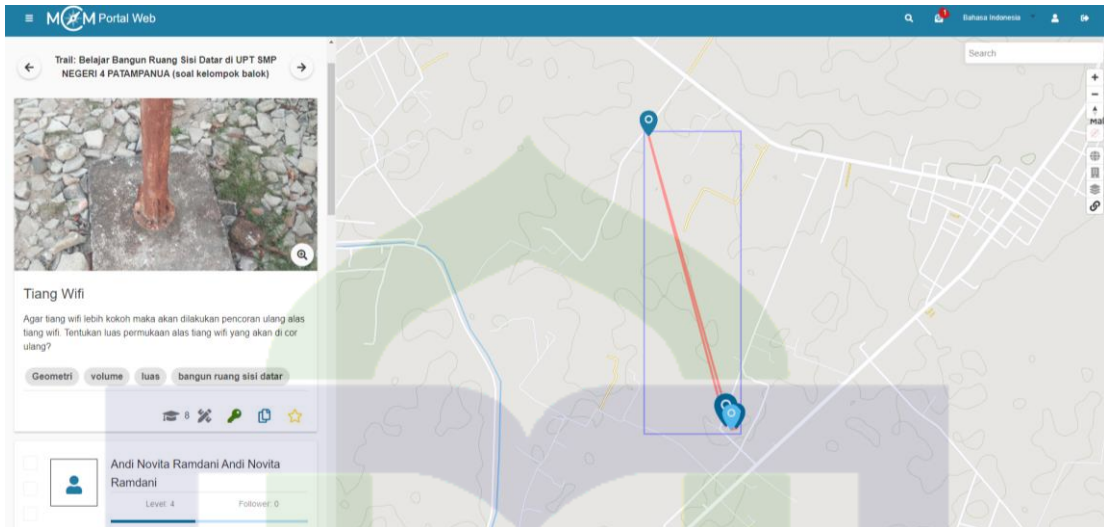 MCM Portal Web
1
Bahasa Indonesia
Trail: Belajar Bangun Ruang Sisi Datar di UPT SMP
NEGERI 4 PATAMPANUA (soal kelompok balok)
Search
Tiang Wifi
Agar tiang wifi lebih kokoh maka akan dilakukan pencoran ulang alas
tiang wifi. Tentukan luas permukaan alas tiang wifi yang akan di cor
ulang?
Geometri volume luas bangun ruang sisi datar
8
Andi Novita Ramdani Andi Novita
Ramdani
Level: 4 Follower: 0